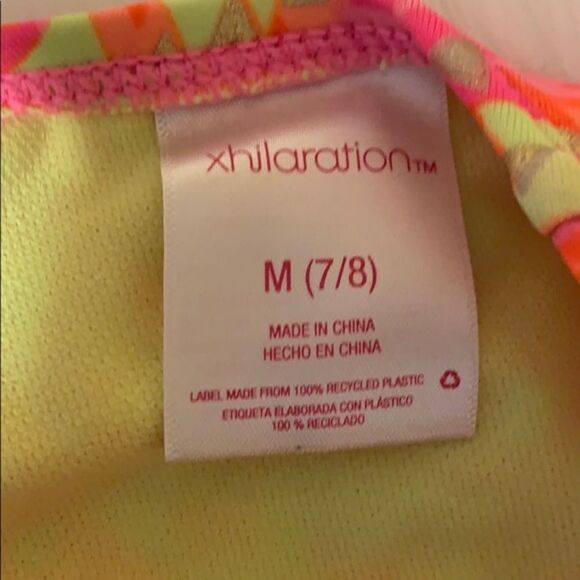 xhilaration™
M (7/8)
MADE IN CHINA
HECHO EN CHINA
LABEL MADE FROM 100% RECYCLED PLASTIC
ETIQUETA ELABORADA CON PLÁSTICO
100 % RECICLADO